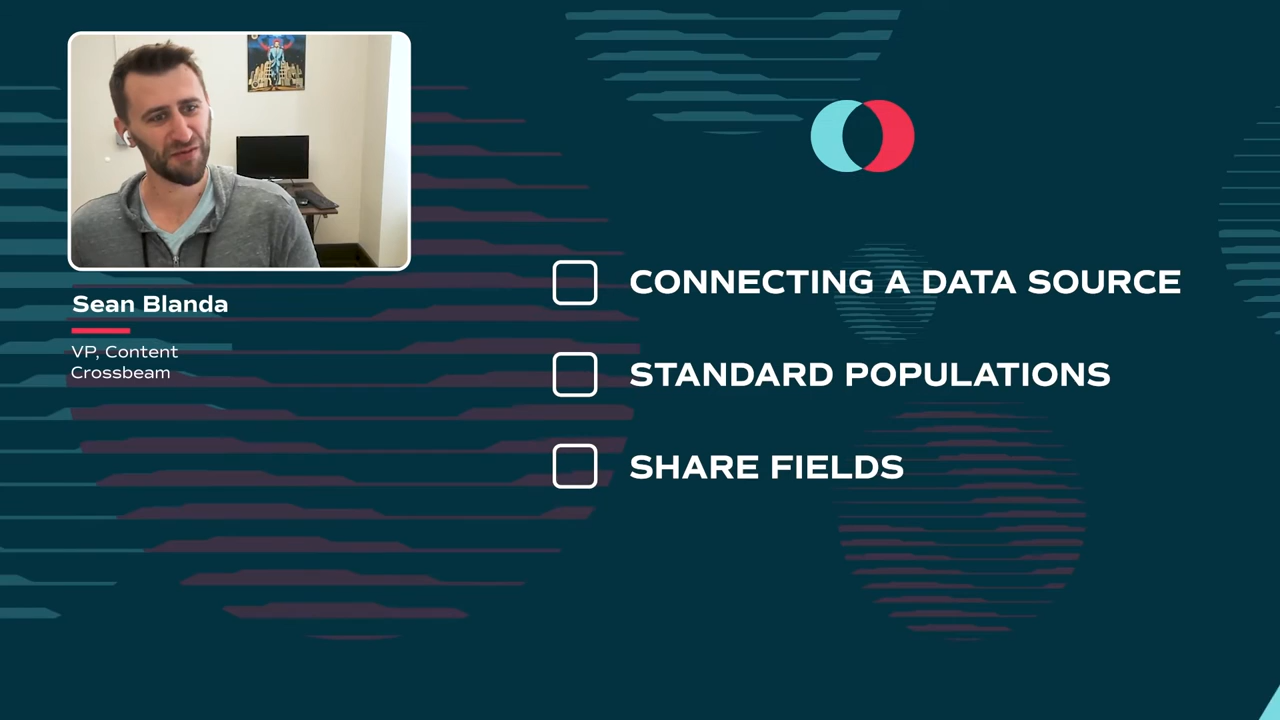 Sean Blanda
VP, Content
Crossbeam
CONNECTING A DATA SOURCE
STANDARD POPULATIONS
SHARE FIELDS